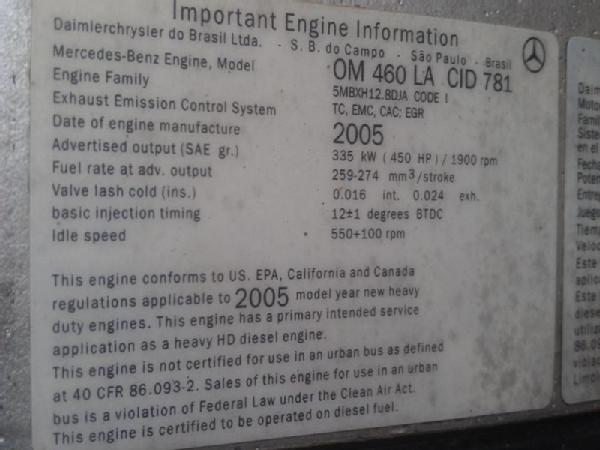 Important Engine Information
Daimlerchrysler do Brasil Ltda. - S. B. do Campo - São Paulo - Brasil
Mercedes-Benz Engine, Model OM 460 LA CID 781
Engine Family 5MBXH12.8DJA CODE I
Exhaust Emission Control System TC, EMC, CAC; EGR
Date of engine manufacture 2005
Advertised output (SAE gr.) 335 kW (450 HP) / 1900 rpm
Fuel rate at adv. output 259-274 mm³/stroke
Valve lash cold (ins.) 0.016 int. 0.024 exh.
basic injection timing 12±1 degrees BTDC
Idle speed 550+100 rpm
This engine conforms to US. EPA, California and Canada
regulations applicable to 2005 model year new heavy
duty engines. This engine has a primary intended service
application as a heavy HD diesel engine.
This engine is not certified for use in an urban bus as defined
at 40 CFR 86.093-2. Sales of this engine for use in an urban
bus is a violation of Federal Law under the Clean Air Act.
This engine is certified to be operated on diesel fuel.